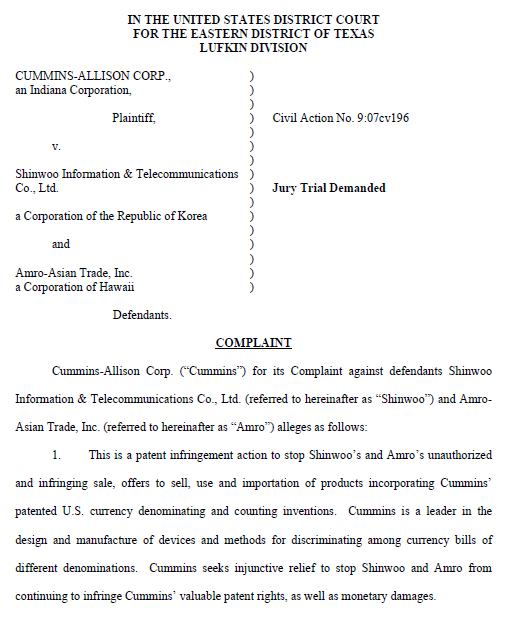 IN THE UNITED STATES DISTRICT COURT
FOR THE EASTERN DISTRICT OF TEXAS
LUFKIN DIVISION
CUMMINS-ALLISON CORP., )
an Indiana Corporation, )
)
Plaintiff, ) Civil Action No. 9:07cv196
)
v. )
)
Shinwoo Information & Telecommunications )
Co., Ltd. ) Jury Trial Demanded
)
a Corporation of the Republic of Korea )
)
and )
)
Amro-Asian Trade, Inc. )
a Corporation of Hawaii )
Defendants.
COMPLAINT
Cummins-Allison Corp. (“Cummins”) for its Complaint against defendants Shinwoo
Information & Telecommunications Co., Ltd. (referred to hereinafter as “Shinwoo”) and Amro-
Asian Trade, Inc. (referred to hereinafter as “Amro”) alleges as follows:
1. This is a patent infringement action to stop Shinwoo’s and Amro’s unauthorized
and infringing sale, offers to sell, use and importation of products incorporating Cummins’
patented U.S. currency denominating and counting inventions. Cummins is a leader in the
design and manufacture of devices and methods for discriminating among currency bills of
different denominations. Cummins seeks injunctive relief to stop Shinwoo and Amro from
continuing to infringe Cummins’ valuable patent rights, as well as monetary damages.